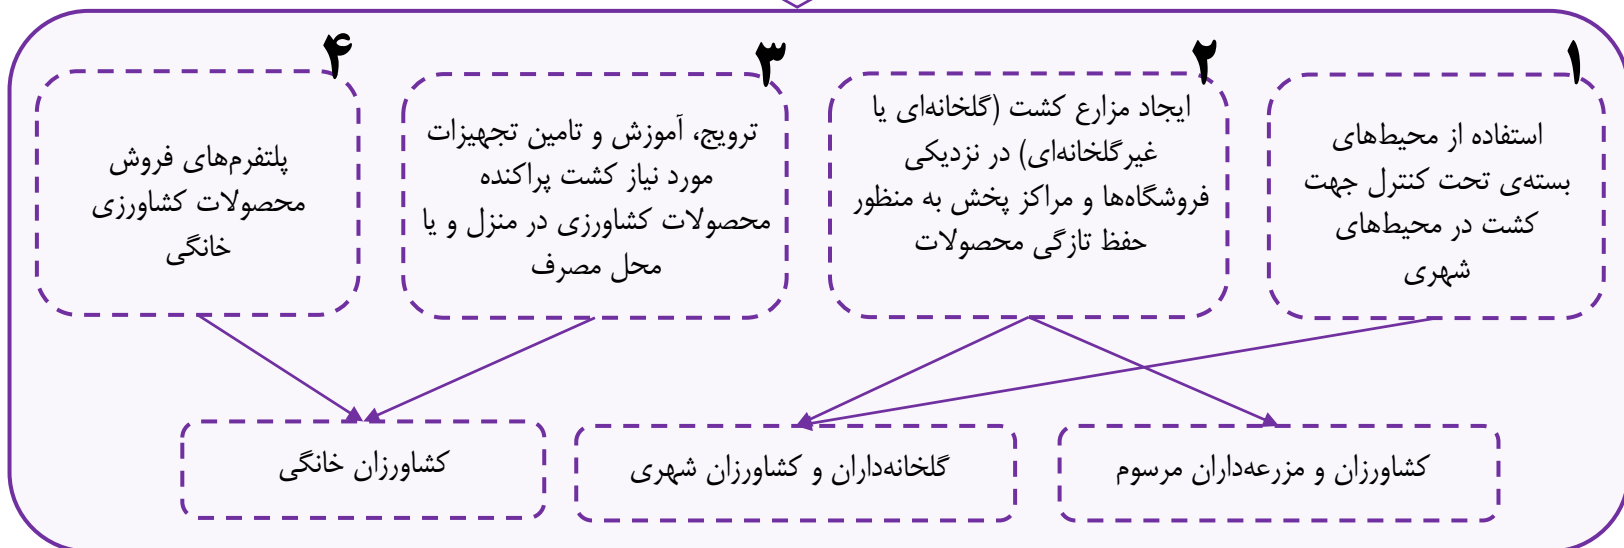 ۱
استفاده از محیط‌های
بسته‌ی تحت کنترل جهت
کشت در محیط‌های
شهری
۲
ایجاد مزارع کشت (گلخانه‌ای یا
غیرگلخانه‌ای) در نزدیکی
فروشگاه‌ها و مراکز پخش به منظور
حفظ تازگی محصولات
۳
ترویج، آموزش و تامین تجهیزات
مورد نیاز کشت پراکنده
محصولات کشاورزی در منزل و یا
محل مصرف
۴
پلتفرم‌های فروش
محصولات کشاورزی
خانگی
کشاورزان و مزرعه‌داران مرسوم
گلخانه‌داران و کشاورزان شهری
کشاورزان خانگی